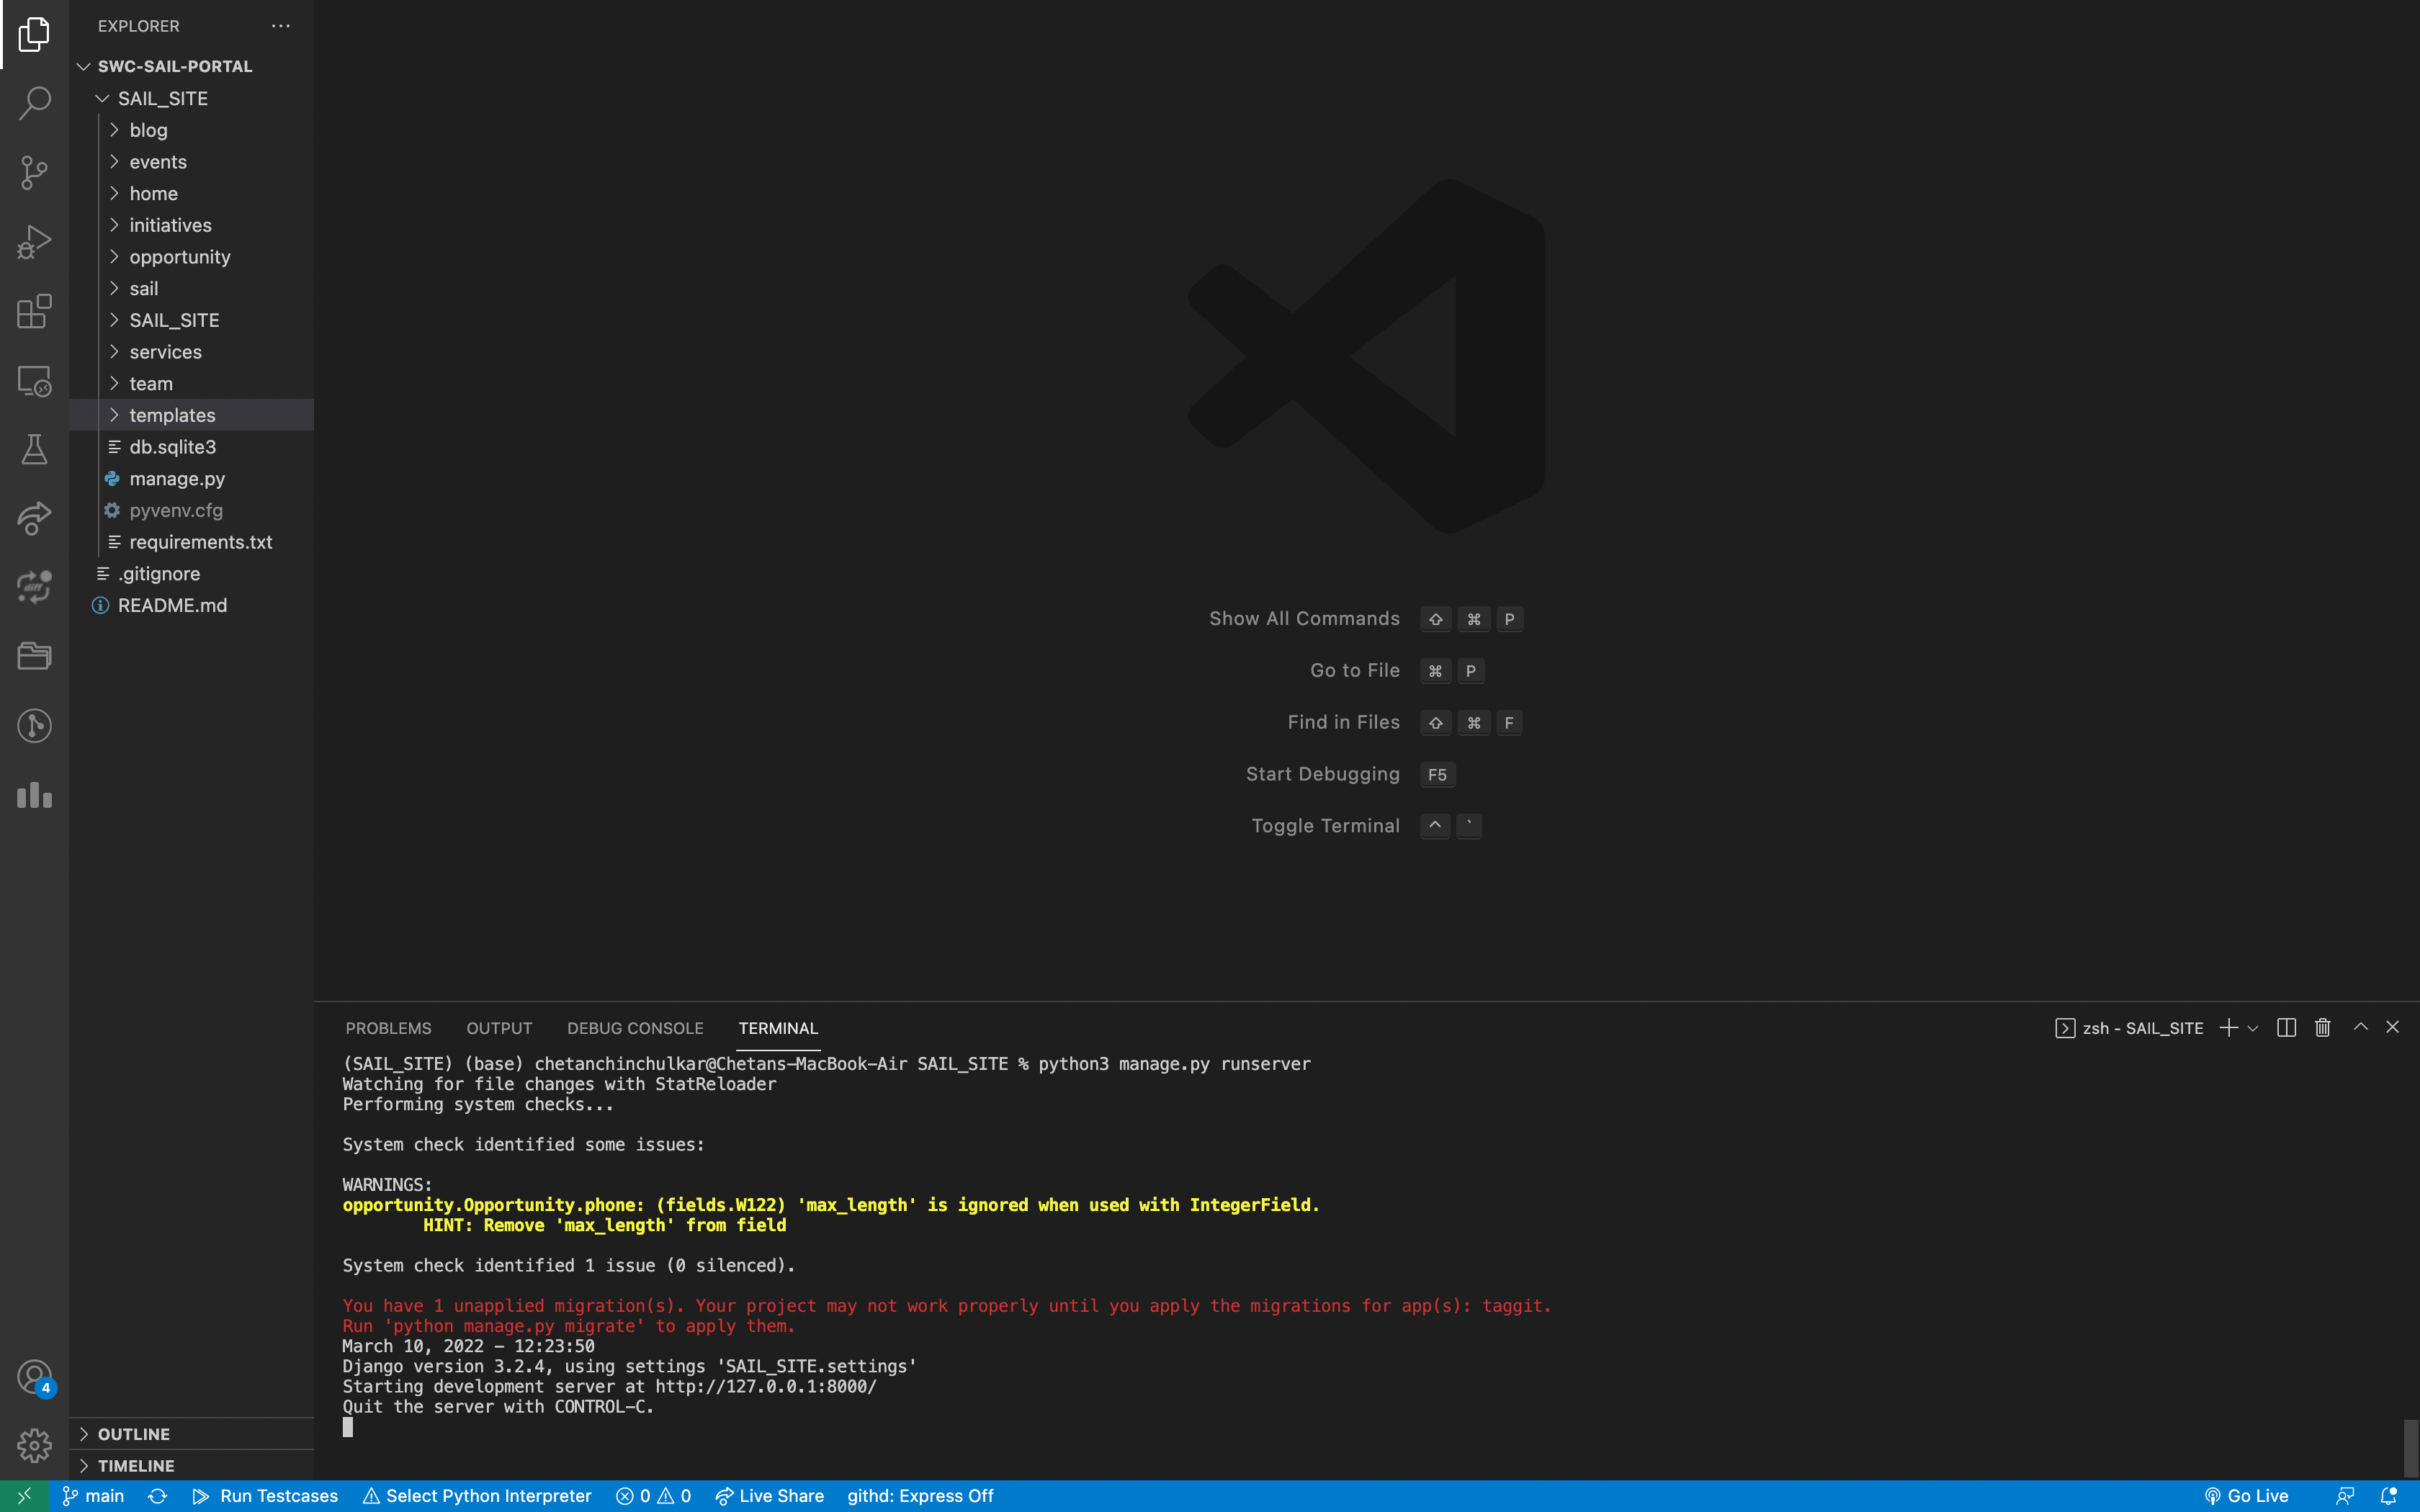 EXPLORER
SWC-SAIL-PORTAL
SAIL_SITE
blog
events
home
initiatives
opportunity
sail
SAIL_SITE
services
team
templates
db.sqlite3
manage.py
pyvenv.cfg
requirements.txt
.gitignore
README.md
diff
Show All Commands ⇧ ⌘ P
Go to File ⌘ P
Find in Files ⇧ ⌘ F
Start Debugging F5
Toggle Terminal ^ `
PROBLEMS OUTPUT DEBUG CONSOLE TERMINAL zsh - SAIL_SITE
(SAIL_SITE) (base) chetanchinchulkar@Chetans-MacBook-Air SAIL_SITE % python3 manage.py runserver
Watching for file changes with StatReloader
Performing system checks...
System check identified some issues:
WARNINGS:
opportunity.Opportunity.phone: (fields.W122) 'max_length' is ignored when used with IntegerField.
HINT: Remove 'max_length' from field
System check identified 1 issue (0 silenced).
You have 1 unapplied migration(s). Your project may not work properly until you apply the migrations for app(s): taggit.
Run 'python manage.py migrate' to apply them.
March 10, 2022 - 12:23:50
Django version 3.2.4, using settings 'SAIL_SITE.settings'
Starting development server at http://127.0.0.1:8000/
Quit the server with CONTROL-C.
4
OUTLINE
TIMELINE
main Run Testcases Select Python Interpreter 0 0 Live Share githd: Express Off Go Live